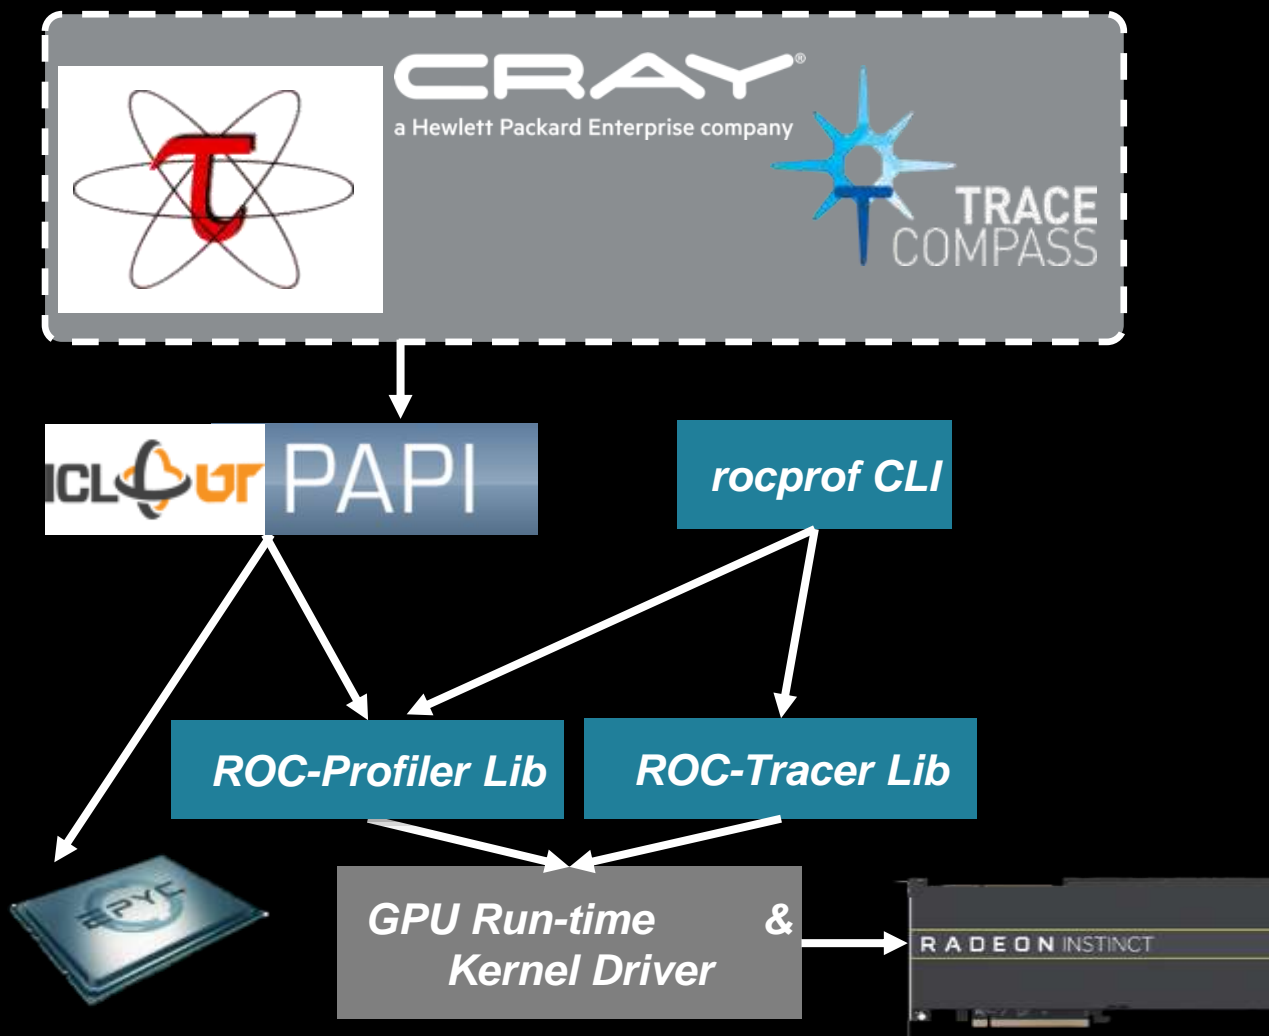 CRAY®
a Hewlett Packard Enterprise company
TRACE
COMPASS
ICL UT PAPI
rocprof CLI
ROC-Profiler Lib
ROC-Tracer Lib
EPYC
GPU Run-time &
Kernel Driver
RADEON INSTINCT